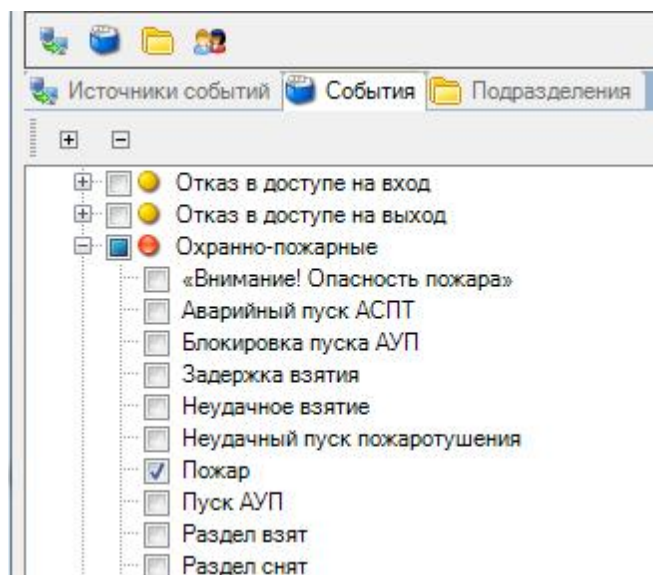 Источники событий События Подразделения
Отказ в доступе на вход
Отказ в доступе на выход
Охранно-пожарные
«Внимание! Опасность пожара»
Аварийный пуск АСПТ
Блокировка пуска АУП
Задержка взятия
Неудачное взятие
Неудачный пуск пожаротушения
Пожар
Пуск АУП
Раздел взят
Раздел снят